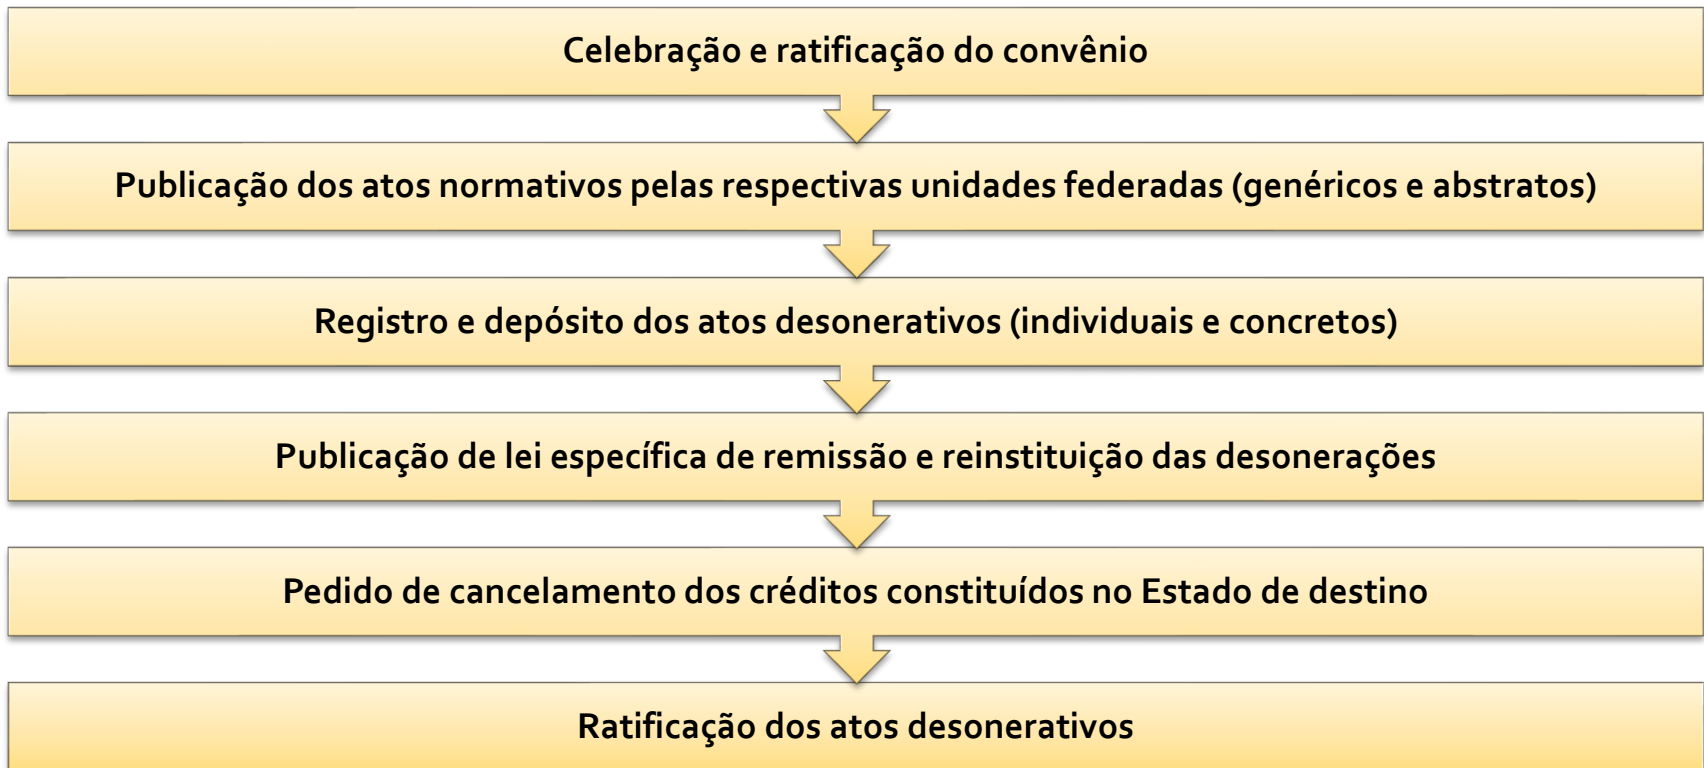 Celebração e ratificação do convênio
Publicação dos atos normativos pelas respectivas unidades federadas (genéricos e abstratos)
Registro e depósito dos atos desonerativos (individuais e concretos)
Publicação de lei específica de remissão e reinstituição das desonerações
Pedido de cancelamento dos créditos constituídos no Estado de destino
Ratificação dos atos desonerativos